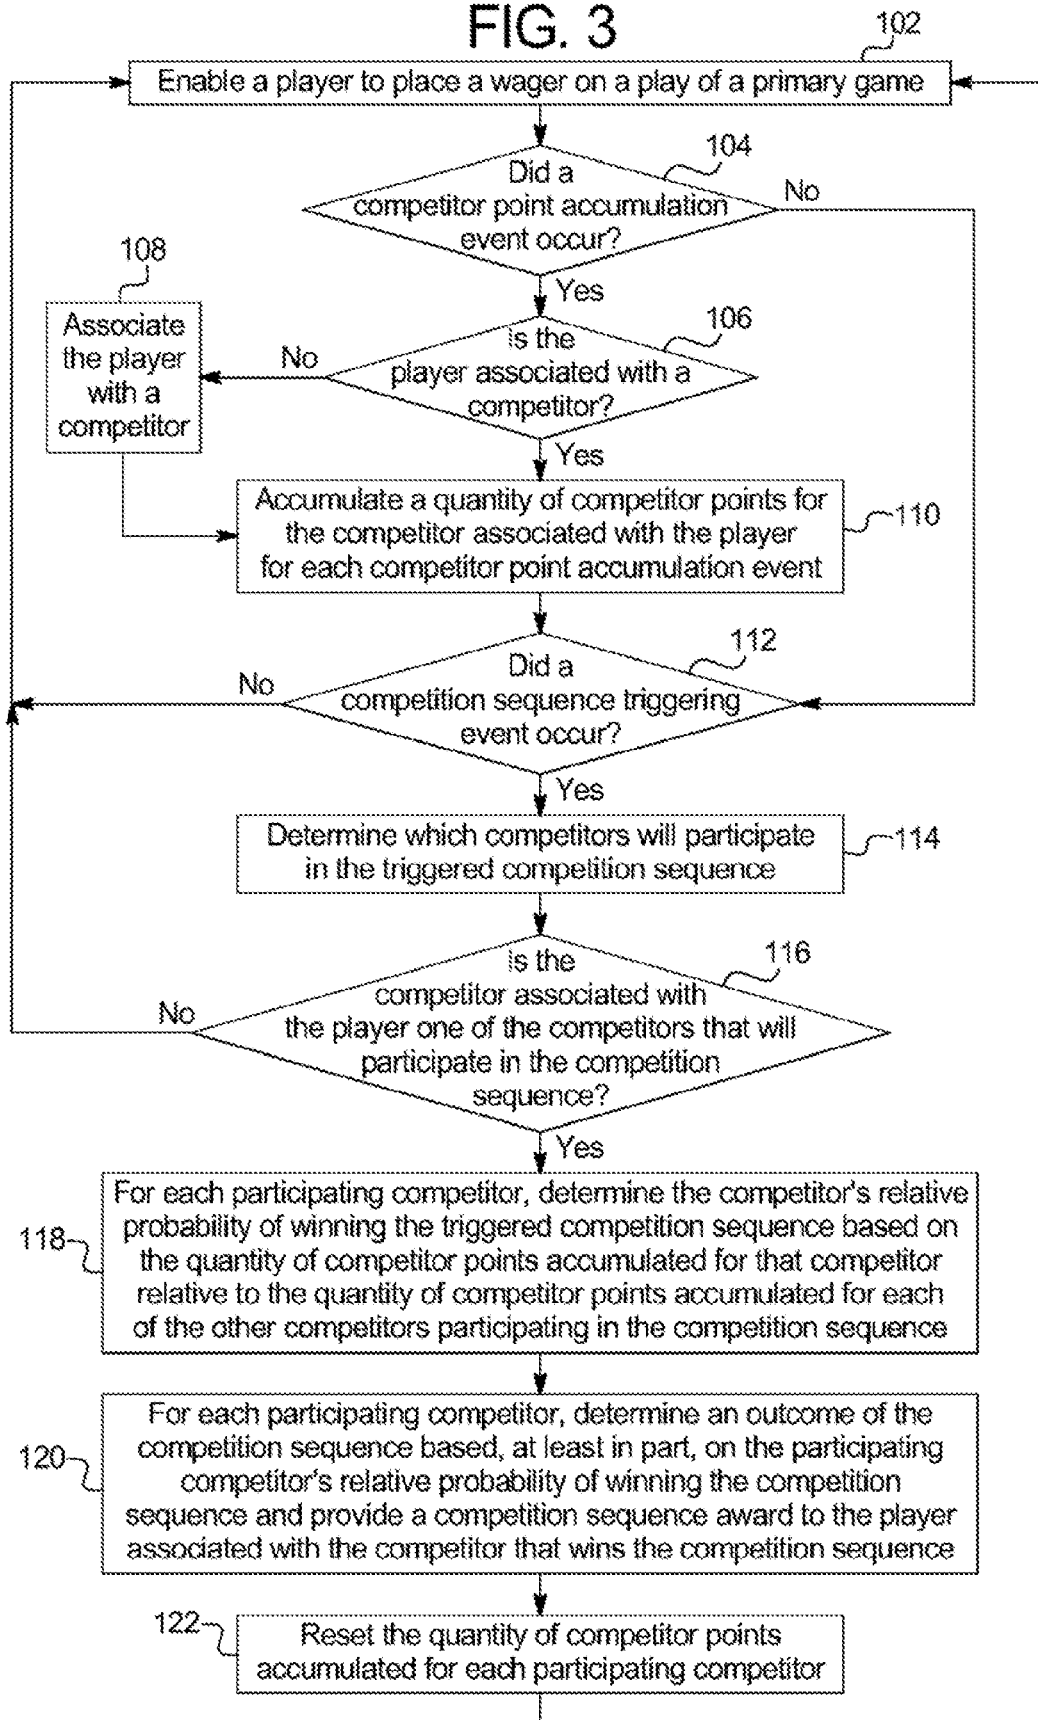 FIG. 3
102
Enable a player to place a wager on a play of a primary game
104
Did a
competitor point accumulation
event occur?
No
Yes
108
Associate
the player
with a
competitor
106
Is the
player associated with a
competitor?
No
Yes
Accumulate a quantity of competitor points for
the competitor associated with the player
for each competitor point accumulation event
110
112
Did a
competition sequence triggering
event occur?
No
Yes
Determine which competitors will participate
in the triggered competition sequence
114
116
Is the
competitor associated with
the player one of the competitors that will
participate in the competition
sequence?
No
Yes
118
For each participating competitor, determine the competitor's relative
probability of winning the triggered competition sequence based on
the quantity of competitor points accumulated for that competitor
relative to the quantity of competitor points accumulated for each
of the other competitors participating in the competition sequence
120
For each participating competitor, determine an outcome of the
competition sequence based, at least in part, on the participating
competitor's relative probability of winning the competition
sequence and provide a competition sequence award to the player
associated with the competitor that wins the competition sequence
122
Reset the quantity of competitor points
accumulated for each participating competitor